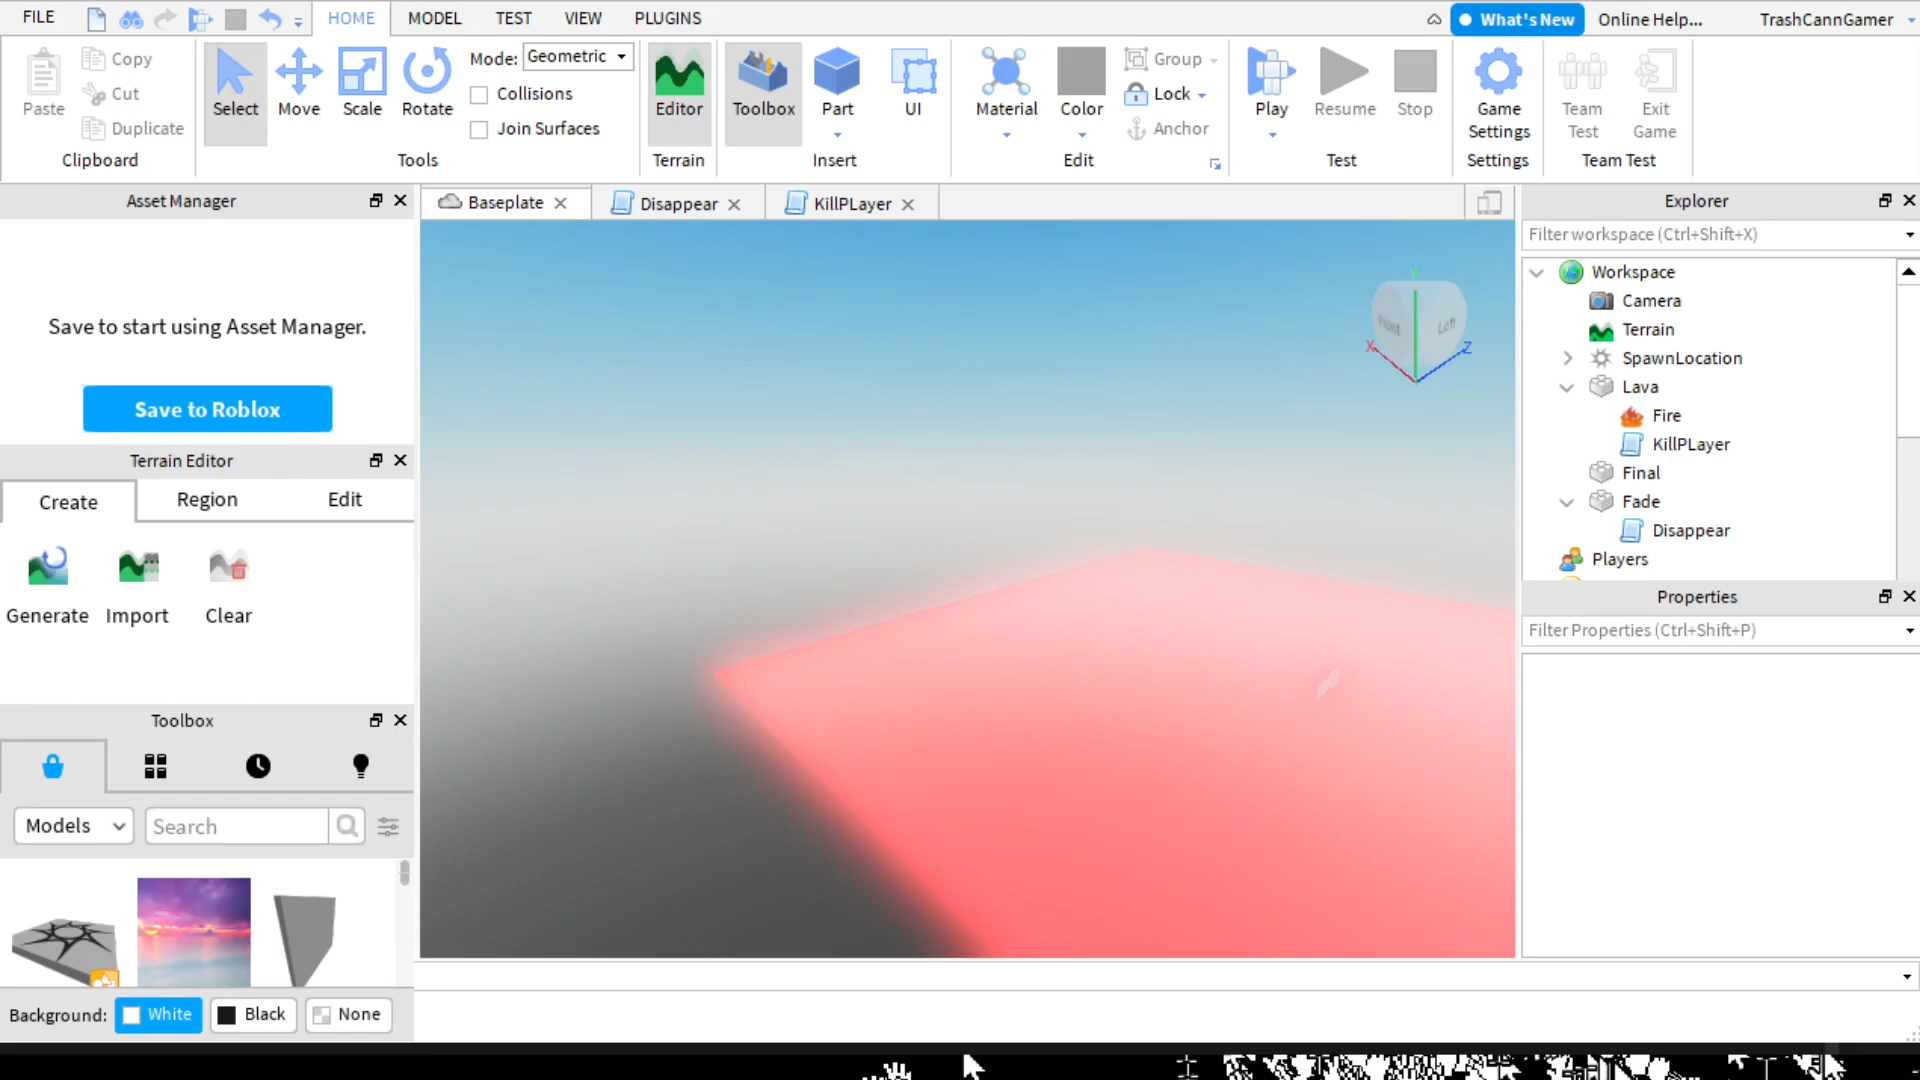 FILE HOME MODEL TEST VIEW PLUGINS What's New Online Help... TrashCannGamer
Paste Copy Cut Duplicate Clipboard
Select Move Scale Rotate Mode: Geometric Collisions Join Surfaces Tools
Editor Terrain
Toolbox Part UI Insert
Material Color Group Lock Anchor Edit
Play Resume Stop Test
Game Settings Settings
Team Test Exit Game Team Test
Asset Manager
Save to start using Asset Manager.
Save to Roblox
Terrain Editor
Create Region Edit
Generate Import Clear
Toolbox
Models Search
Background: White Black None
Baseplate Disappear KillPLayer
Y
Front Left
X Z
Explorer
Filter workspace (Ctrl+Shift+X)
Workspace
Camera
Terrain
SpawnLocation
Lava
Fire
KillPLayer
Final
Fade
Disappear
Players
Properties
Filter Properties (Ctrl+Shift+P)